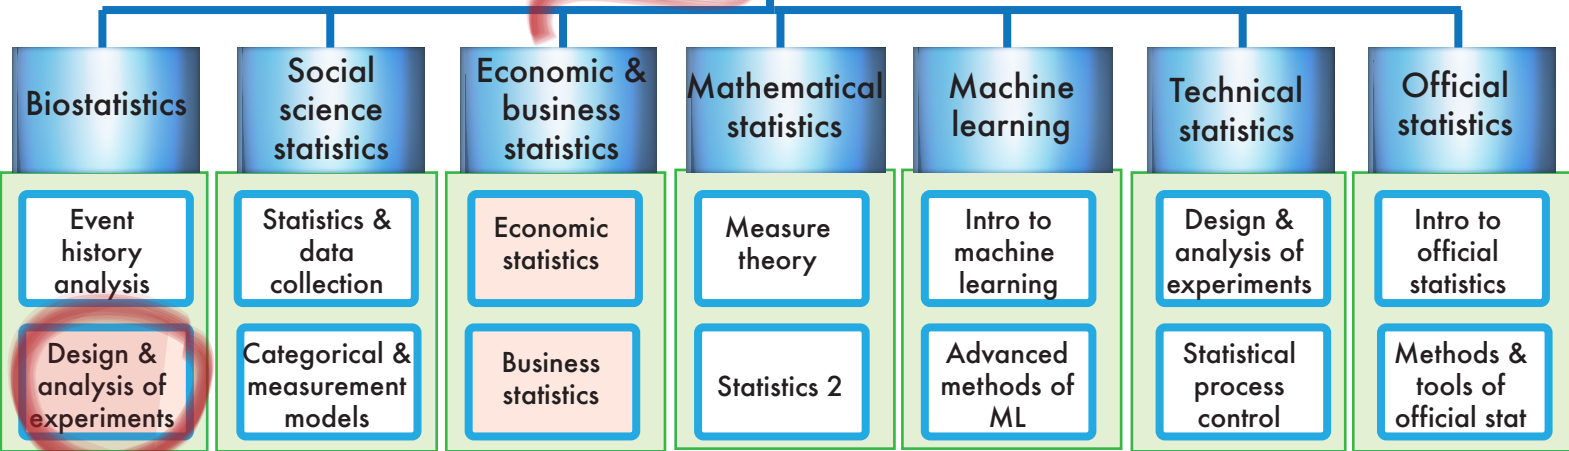 Biostatistics
Social
science
statistics
Economic &
business
statistics
Mathematical
statistics
Machine
learning
Technical
statistics
Official
statistics
Event
history
analysis
Statistics &
data
collection
Economic
statistics
Measure
theory
Intro to
machine
learning
Design &
analysis of
experiments
Intro to
official
statistics
Design &
analysis of
experiments
Categorical &
measurement
models
Business
statistics
Statistics 2
Advanced
methods of
ML
Statistical
process
control
Methods &
tools of
official stat